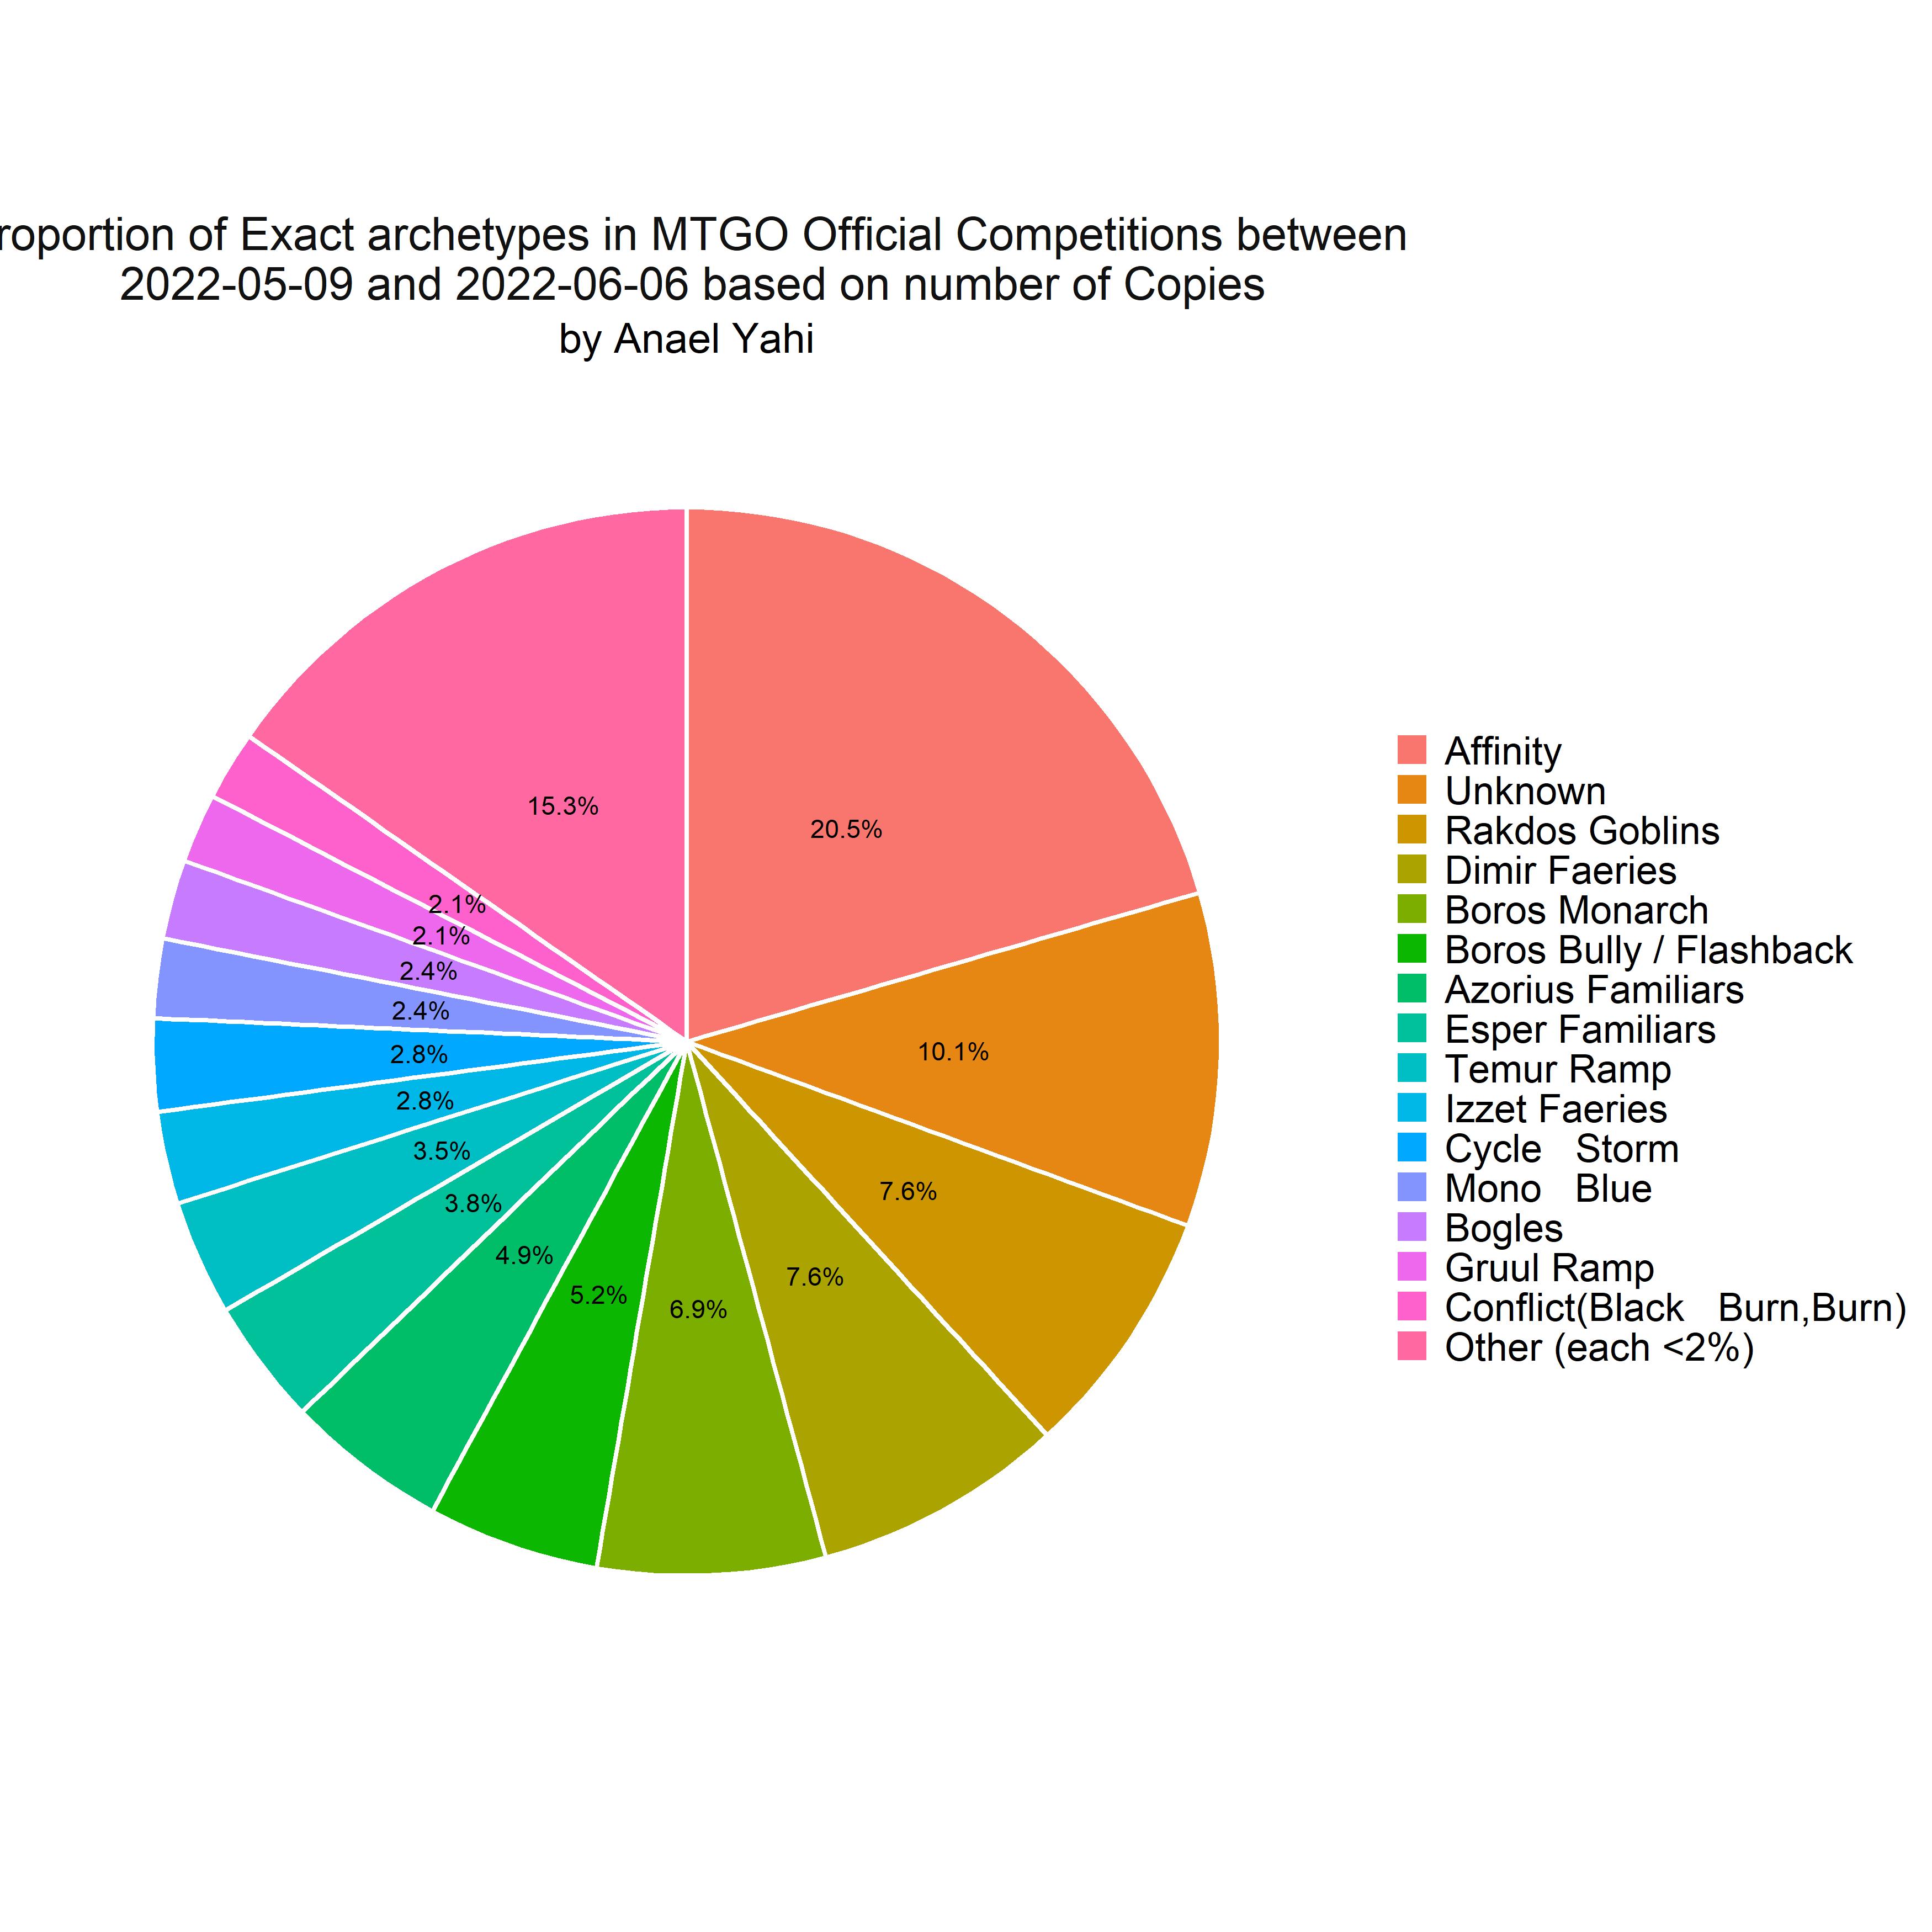 roportion of Exact archetypes in MTGO Official Competitions between
2022-05-09 and 2022-06-06 based on number of Copies
by Anael Yahi
15.3%
20.5%
2.1%
2.1%
2.4%
2.4%
2.8%
2.8%
3.5%
3.8%
4.9%
5.2%
6.9%
7.6%
7.6%
10.1%
Affinity
Unknown
Rakdos Goblins
Dimir Faeries
Boros Monarch
Boros Bully / Flashback
Azorius Familiars
Esper Familiars
Temur Ramp
Izzet Faeries
Cycle   Storm
Mono   Blue
Bogles
Gruul Ramp
Conflict(Black   Burn,Burn)
Other (each <2%)